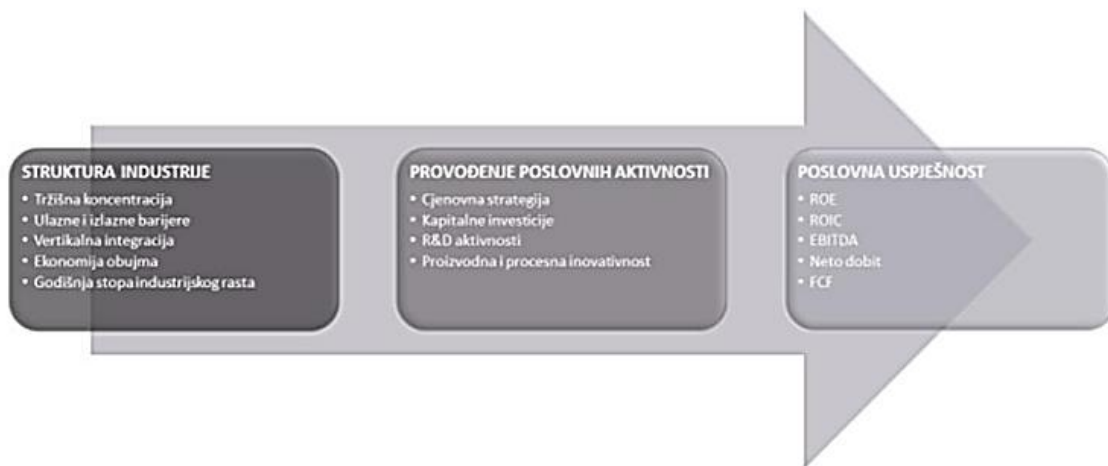 STRUKTURA INDUSTRIJE
• Tržišna koncentracija
• Ulazne i izlazne barijere
• Vertikalna integracija
• Ekonomija obujma
• Godišnja stopa industrijskog rasta
PROVOĐENJE POSLOVNIH AKTIVNOSTI
• Cjenovna strategija
• Kapitalne investicije
• R&D aktivnosti
• Proizvodna i procesna inovativnost
POSLOVNA USPJEŠNOST
• ROE
• ROIC
• EBITDA
• Neto dobit
• FCF